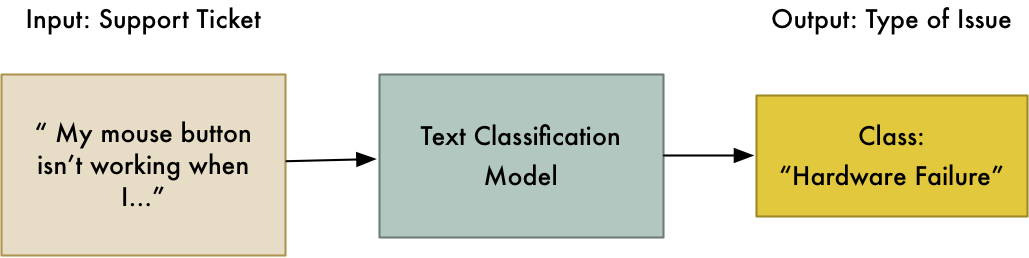 Input: Support Ticket
Output: Type of Issue
“ My mouse button
isn’t working when
I...”
Text Classification
Model
Class:
“Hardware Failure”